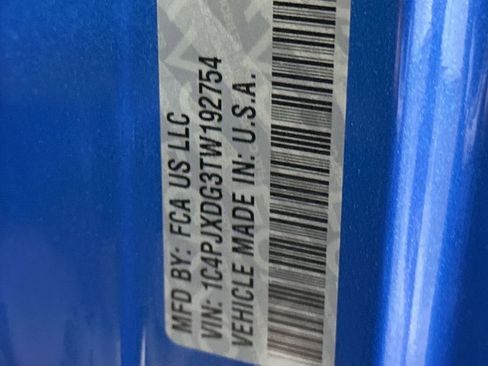 MFD BY: FCA US LLC
VIN: 1C4PJXDG3TW192754
VEHICLE MADE IN: U.S.A.